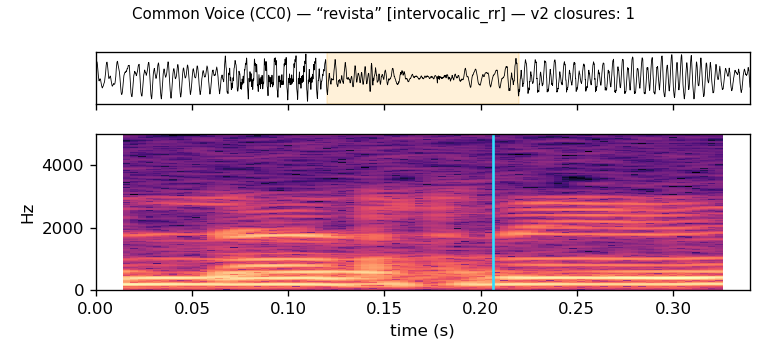 Common Voice (CC0) — “revista” [intervocalic_rr] — v2 closures: 1
4000
2000
0
Hz
0.00 0.05 0.10 0.15 0.20 0.25 0.30
time (s)